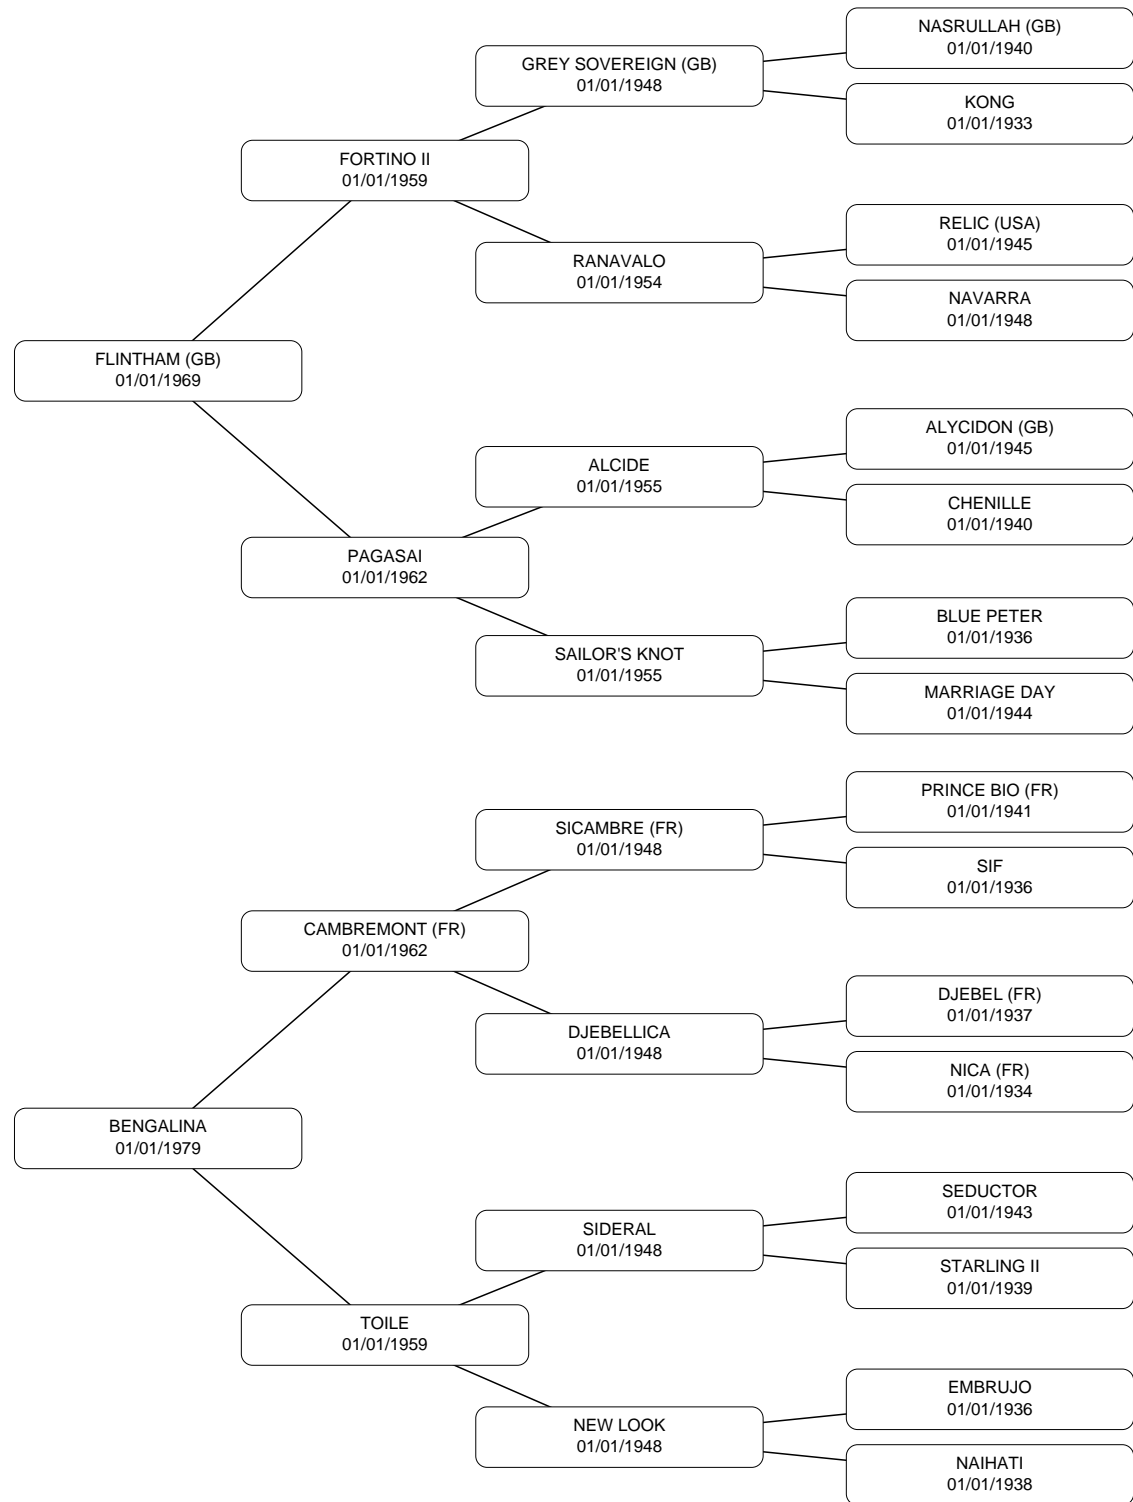 NASRULLAH (GB)
01/01/1940
GREY SOVEREIGN (GB)
01/01/1948
KONG
01/01/1933
FORTINO II
01/01/1959
RELIC (USA)
01/01/1945
RANAVALO
01/01/1954
NAVARRA
01/01/1948
FLINTHAM (GB)
01/01/1969
ALYCIDON (GB)
01/01/1945
ALCIDE
01/01/1955
CHENILLE
01/01/1940
PAGASAI
01/01/1962
BLUE PETER
01/01/1936
SAILOR'S KNOT
01/01/1955
MARRIAGE DAY
01/01/1944
PRINCE BIO (FR)
01/01/1941
SICAMBRE (FR)
01/01/1948
SIF
01/01/1936
CAMBREMONT (FR)
01/01/1962
DJEBEL (FR)
01/01/1937
DJEBELLICA
01/01/1948
NICA (FR)
01/01/1934
BENGALINA
01/01/1979
SEDUCTOR
01/01/1943
SIDERAL
01/01/1948
STARLING II
01/01/1939
TOILE
01/01/1959
EMBRUJO
01/01/1936
NEW LOOK
01/01/1948
NAIHATI
01/01/1938